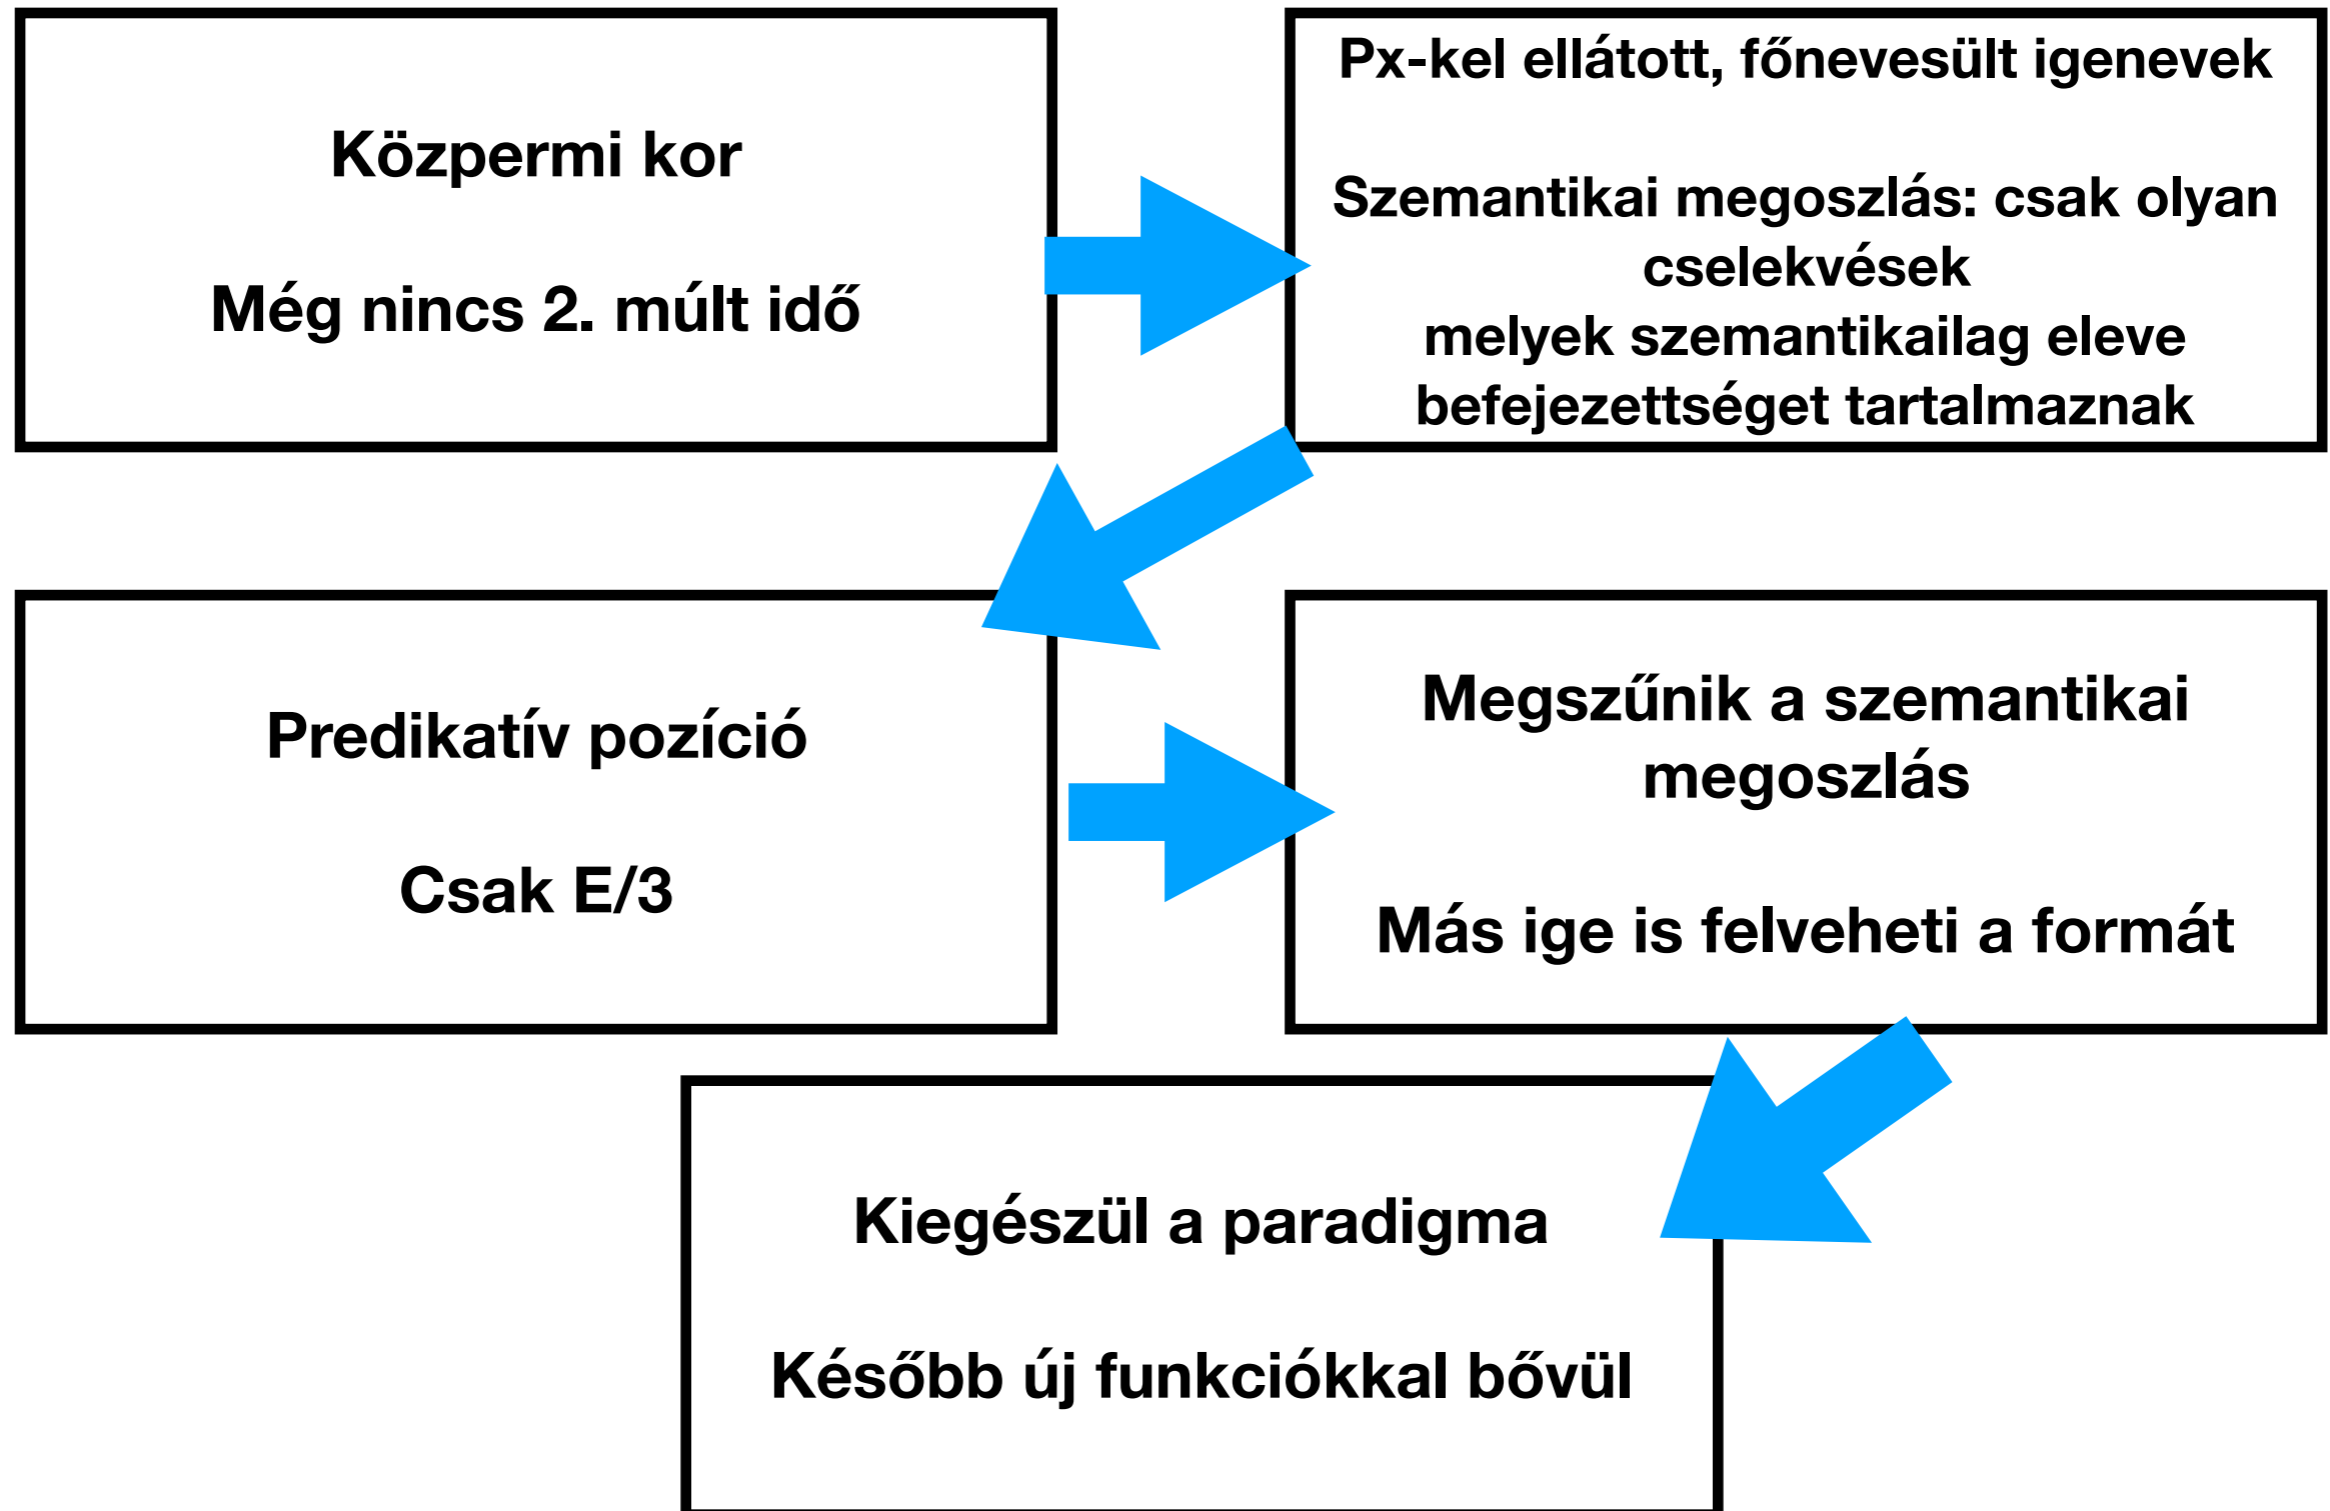 Közpermi kor
Még nincs 2. múlt idő
Px-kel ellátott, főnevesült igenevek
Szemantikai megoszlás: csak olyan
cselekvések
melyek szemantikailag eleve
befejezettséget tartalmaznak
Predikatív pozíció
Csak E/3
Megszűnik a szemantikai
megoszlás
Más ige is felveheti a formát
Kiegészül a paradigma
Később új funkciókkal bővül